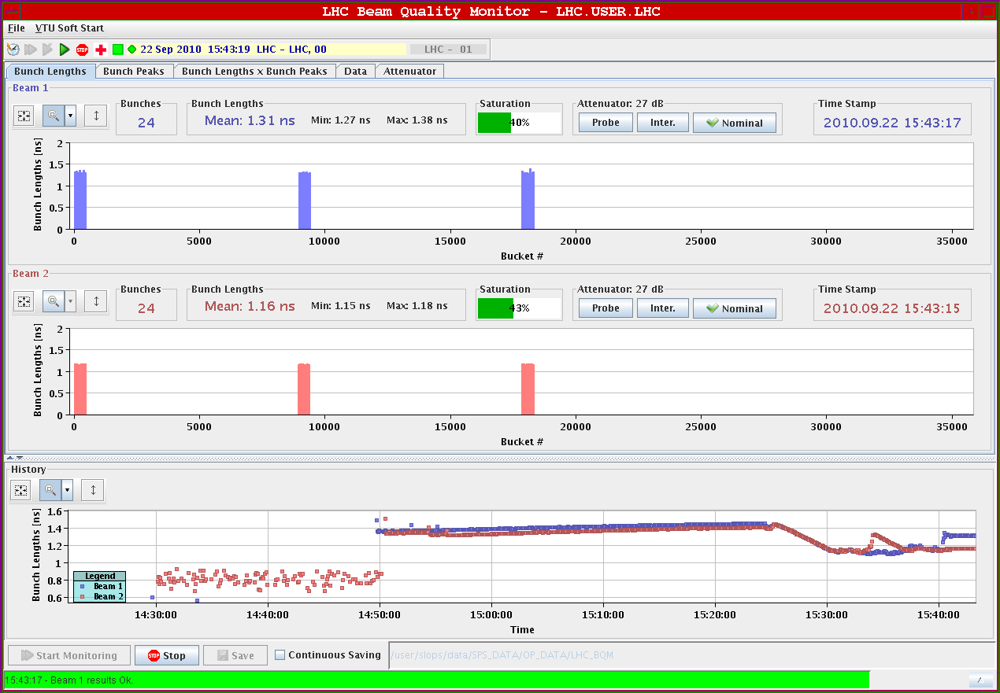 LHC Beam Quality Monitor - LHC.USER.LHC
File VTU Soft Start
STOP 22 Sep 2010 15:43:19 LHC - LHC, 00 LHC - 01
Bunch Lengths Bunch Peaks Bunch Lengths x Bunch Peaks Data Attenuator
Beam 1
Bunches Bunch Lengths Saturation Attenuator: 27 dB Time Stamp
24 Mean: 1.31 ns Min: 1.27 ns Max: 1.38 ns 40% Probe Inter. Nominal 2010.09.22 15:43:17
Bunch Lengths [ns]
2
1.5
1
0.5
0
0 5000 10000 15000 20000 25000 30000 35000
Bucket #
Beam 2
Bunches Bunch Lengths Saturation Attenuator: 27 dB Time Stamp
24 Mean: 1.16 ns Min: 1.15 ns Max: 1.18 ns 43% Probe Inter. Nominal 2010.09.22 15:43:15
Bunch Lengths [ns]
2
1.5
1
0.5
0
0 5000 10000 15000 20000 25000 30000 35000
Bucket #
History
Bunch Lengths [ns]
1.6
1.4
1.2
1
0.8
0.6
Legend
Beam 1
Beam 2
14:30:00 14:40:00 14:50:00 15:00:00 15:10:00 15:20:00 15:30:00 15:40:00
Time
Start Monitoring STOP Stop Save Continuous Saving /user/slops/data/SPS_DATA/OP_DATA/LHC_BQM
15:43:17 - Beam 1 results Ok.